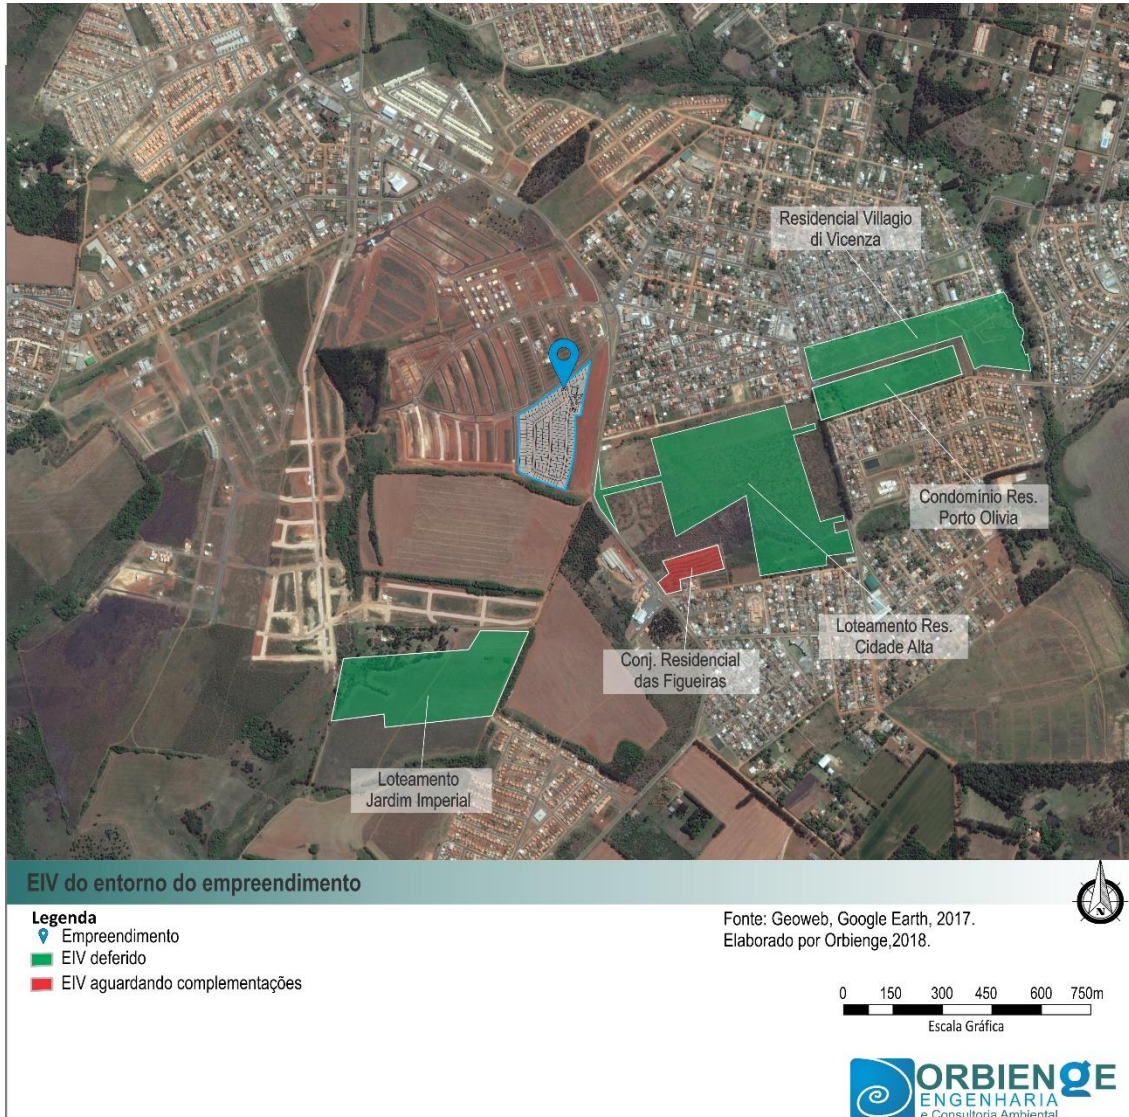 Residencial Villagio
di Vicenza
Condomínio Res.
Porto Olivia
Loteamento Res.
Cidade Alta
Conj. Residencial
das Figueiras
Loteamento
Jardim Imperial
EIV do entorno do empreendimento
N
Legenda
Empreendimento
EIV deferido
EIV aguardando complementações
Fonte: Geoweb, Google Earth, 2017.
Elaborado por Orbienge,2018.
0 150 300 450 600 750m
Escala Gráfica
ORBIENGE
ENGENHARIA
e Consultoria Ambiental